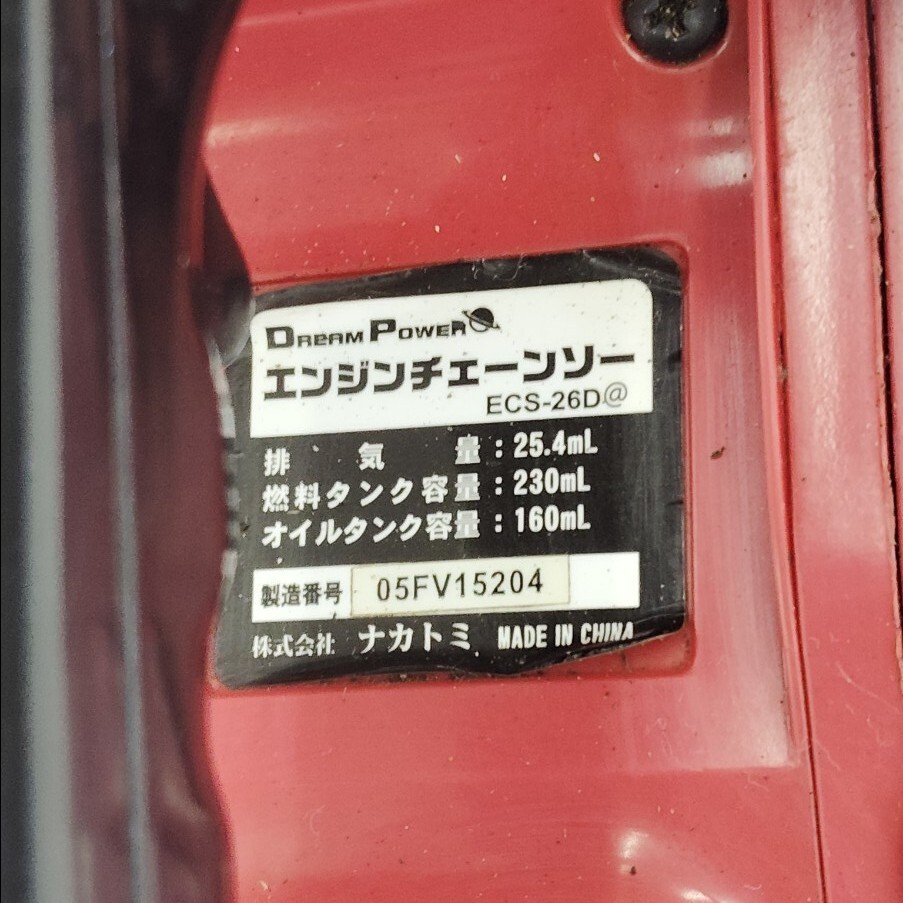 DREAM POWER
エンジンチェーンソー
ECS-26D@
排気量：25.4mL
燃料タンク容量：230mL
オイルタンク容量：160mL
製造番号 05FV15204
株式会社 ナカトミ MADE IN CHINA